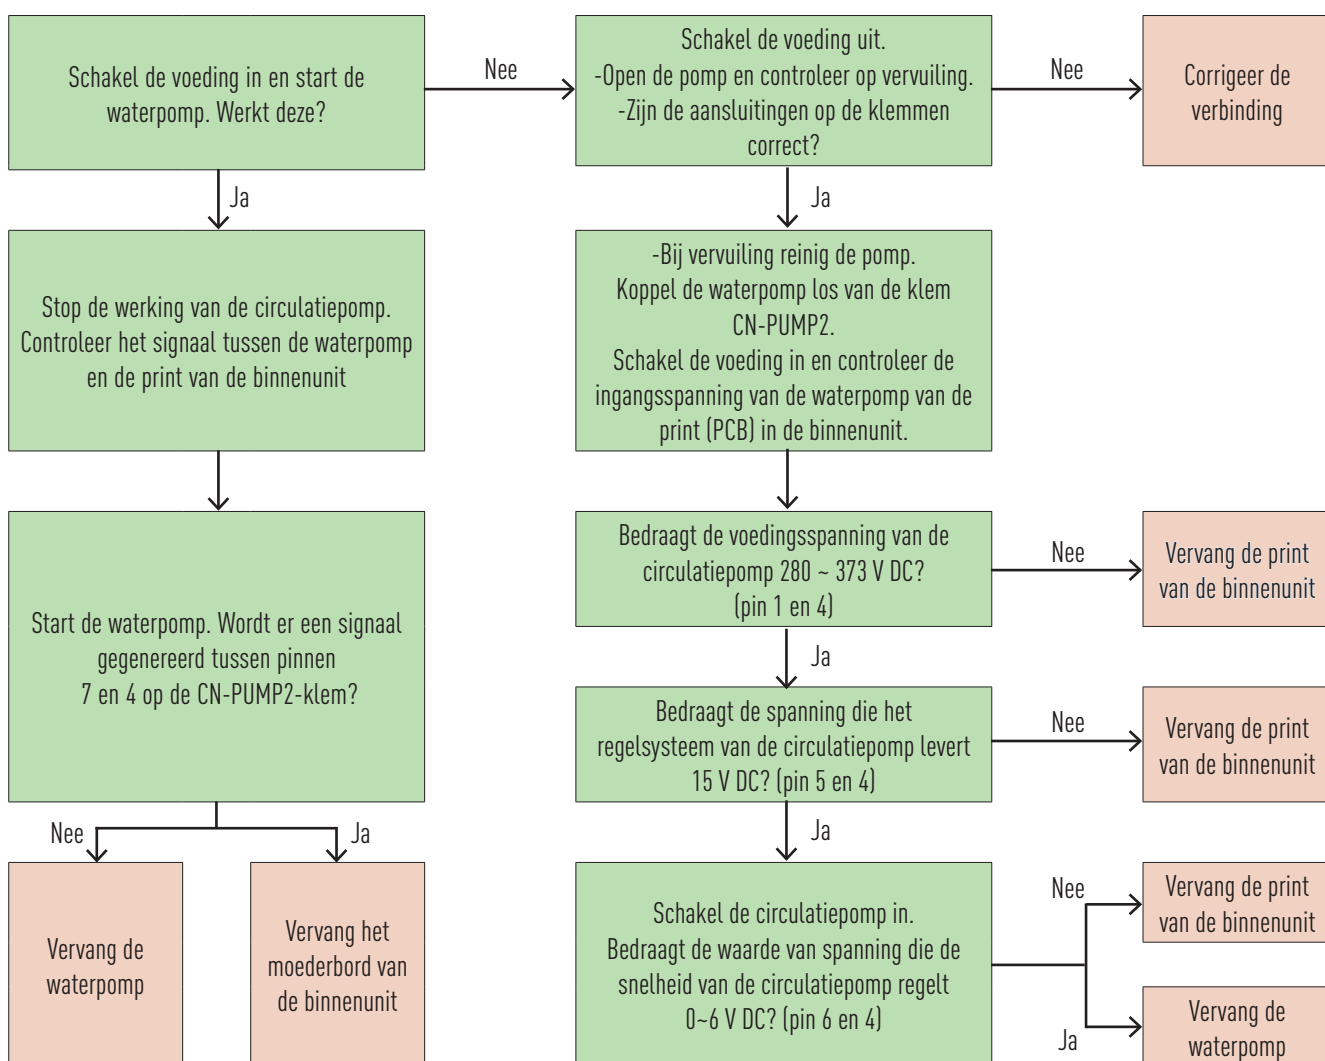 Schakel de voeding in en start de
waterpomp. Werkt deze?
Nee
Schakel de voeding uit.
-Open de pomp en controleer op vervuiling.
-Zijn de aansluitingen op de klemmen
correct?
Nee
Corrigeer de
verbinding
Ja
Ja
Stop de werking van de circulatiepomp.
Controleer het signaal tussen de waterpomp
en de print van de binnenunit
-Bij vervuiling reinig de pomp.
Koppel de waterpomp los van de klem
CN-PUMP2.
Schakel de voeding in en controleer de
ingangsspanning van de waterpomp van de
print (PCB) in de binnenunit.
Start de waterpomp. Wordt er een signaal
gegenereerd tussen pinnen
7 en 4 op de CN-PUMP2-klem?
Bedraagt de voedingsspanning van de
circulatiepomp 280 ~ 373 V DC?
(pin 1 en 4)
Nee
Vervang de print
van de binnenunit
Ja
Bedraagt de spanning die het
regelsysteem van de circulatiepomp levert
15 V DC? (pin 5 en 4)
Nee
Vervang de print
van de binnenunit
Nee
Ja
Ja
Vervang de
waterpomp
Vervang het
moederbord van
de binnenunit
Schakel de circulatiepomp in.
Bedraagt de waarde van spanning die de
snelheid van de circulatiepomp regelt
0~6 V DC? (pin 6 en 4)
Nee
Vervang de print
van de binnenunit
Ja
Vervang de
waterpomp